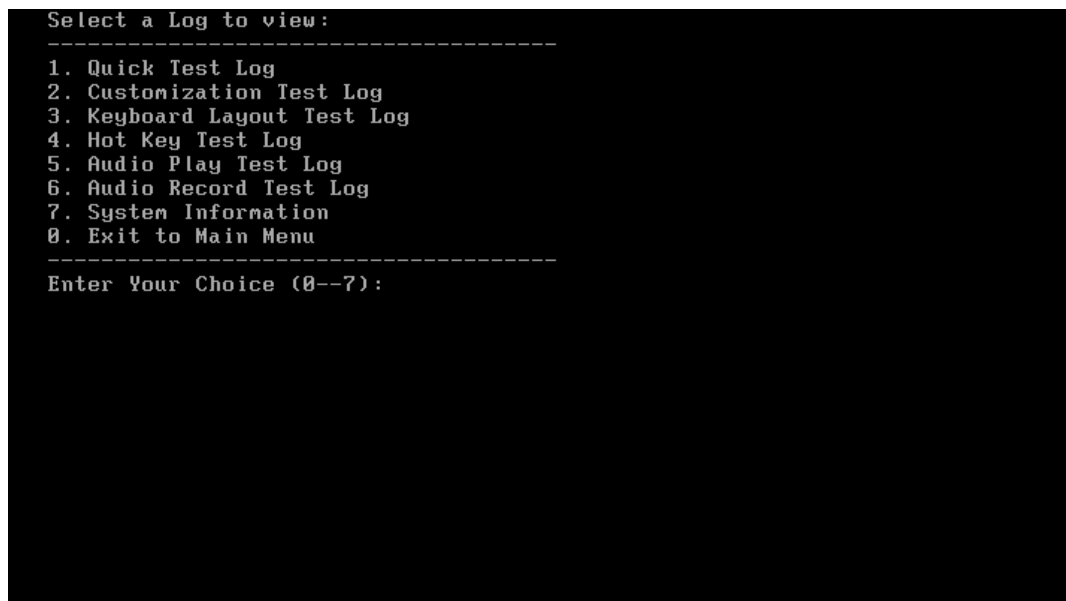 Select a Log to view:
--------------------------------------
1. Quick Test Log
2. Customization Test Log
3. Keyboard Layout Test Log
4. Hot Key Test Log
5. Audio Play Test Log
6. Audio Record Test Log
7. System Information
0. Exit to Main Menu
--------------------------------------
Enter Your Choice (0--7):